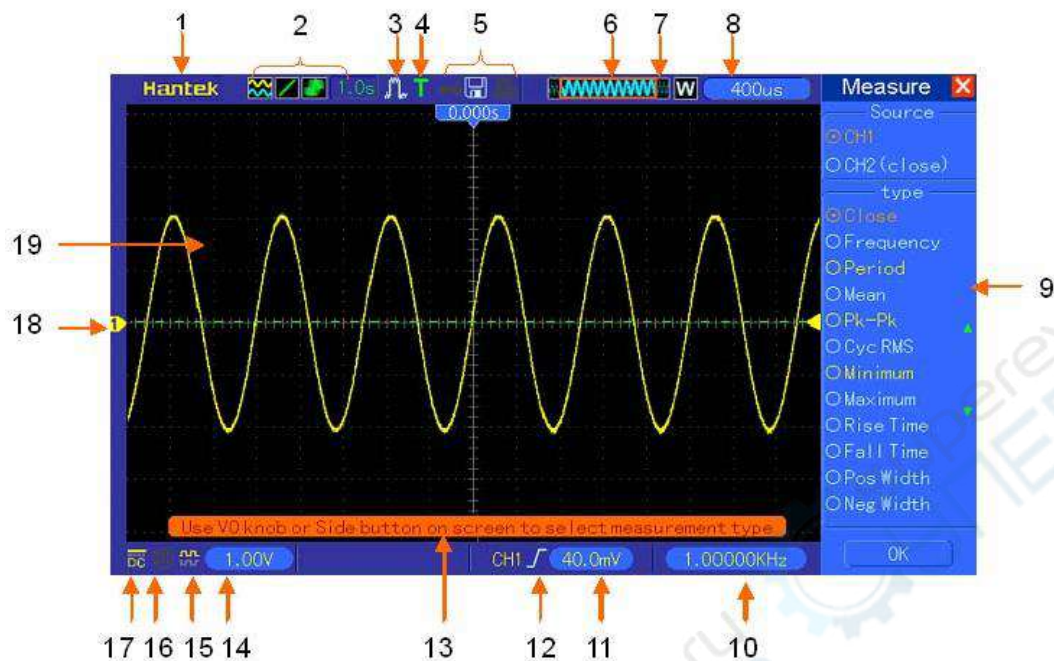 1 2 3 4 5 6 7 8
Hantek 1.0s T W 400us
0.000s
Measure
Source
CH1
CH2(close)
type
Close
Frequency
Period
Mean
Pk-Pk
Cyc RMS
Minimum
Maximum
Rise Time
Fall Time
Pos Width
Neg Width
OK
19
18
1
9
Use V0 knob or Side button on screen to select measurement type
DC 1.00V CH1 40.0mV 1.00000KHz
17 16 15 14 13 12 11 10